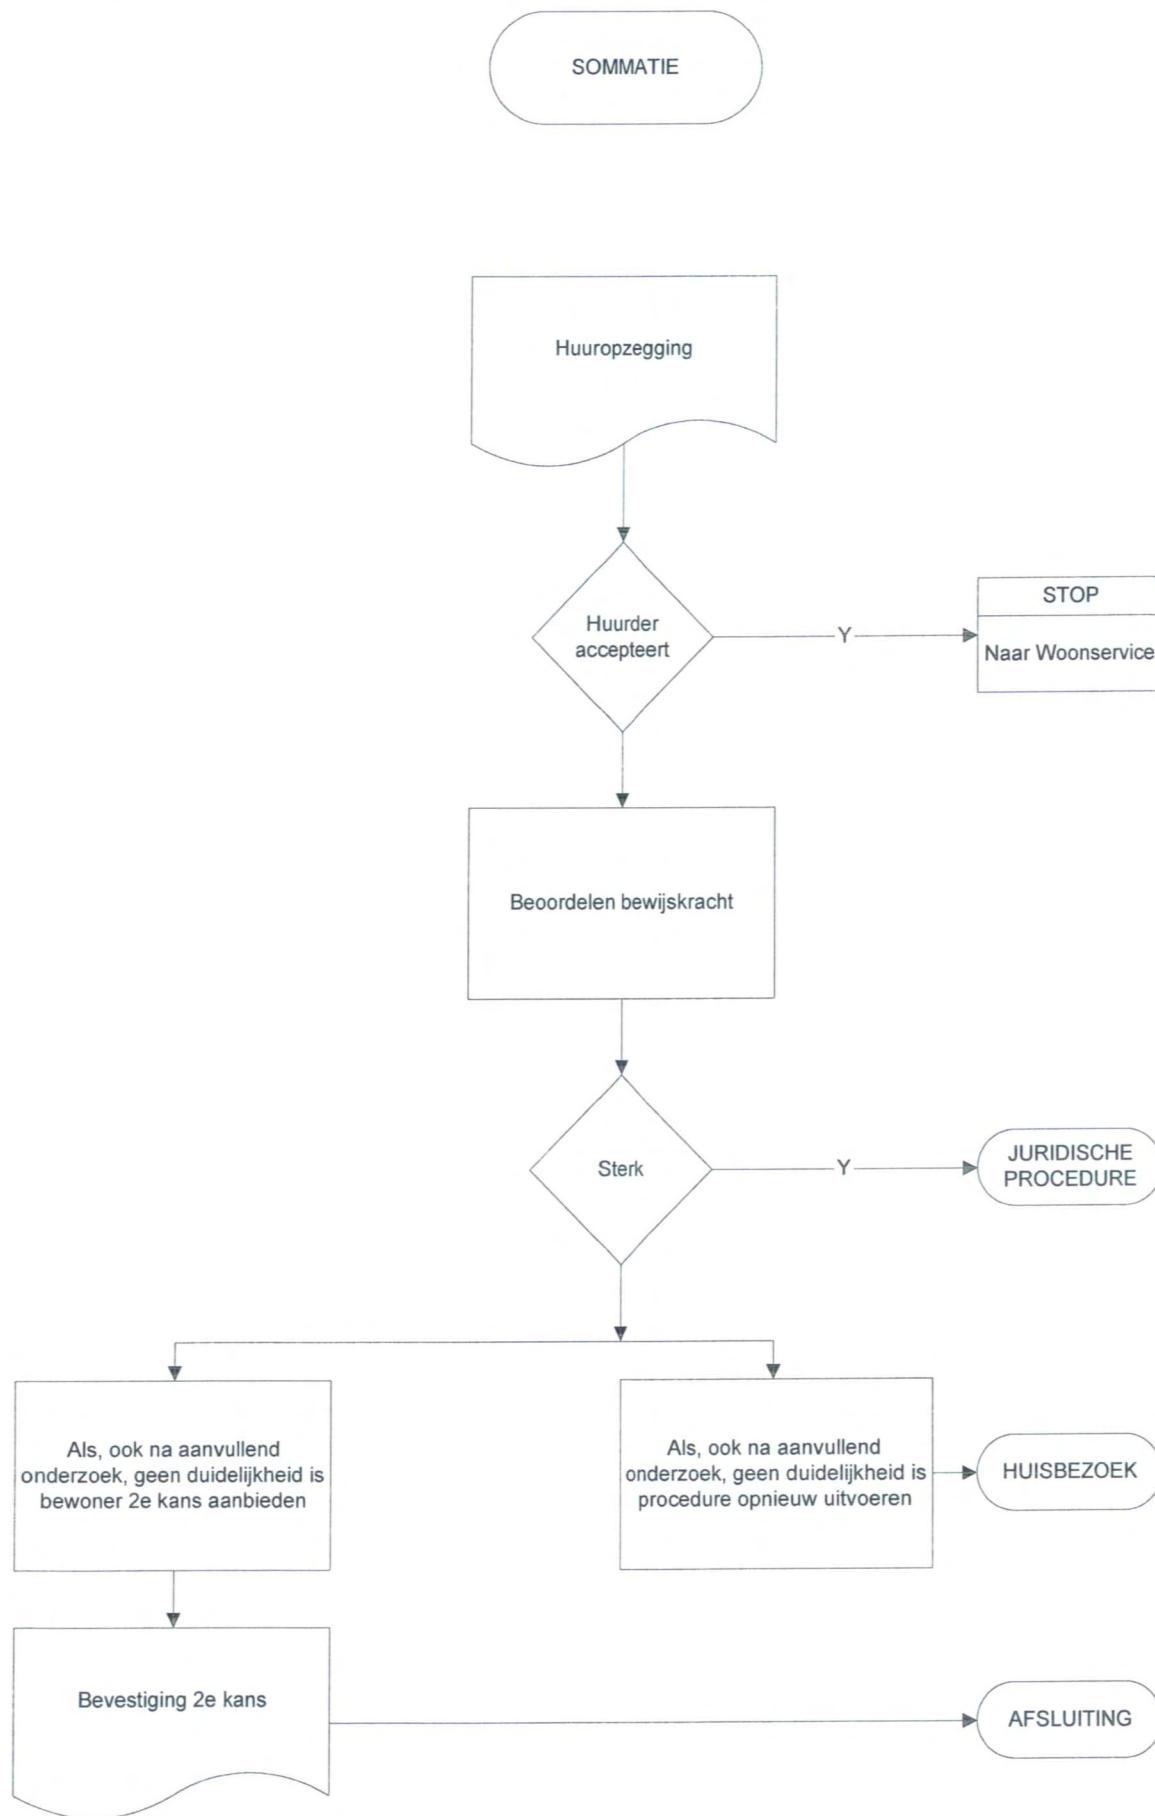 SOMMATIE
Huuropzegging
Huurder
accepteert
Y
STOP
Naar Woonservice
Beoordelen bewijskracht
Sterk
Y
JURIDISCHE
PROCEDURE
Als, ook na aanvullend
onderzoek, geen duidelijkheid is
bewoner 2e kans aanbieden
Als, ook na aanvullend
onderzoek, geen duidelijkheid is
procedure opnieuw uitvoeren
HUISBEZOEK
Bevestiging 2e kans
AFSLUITING